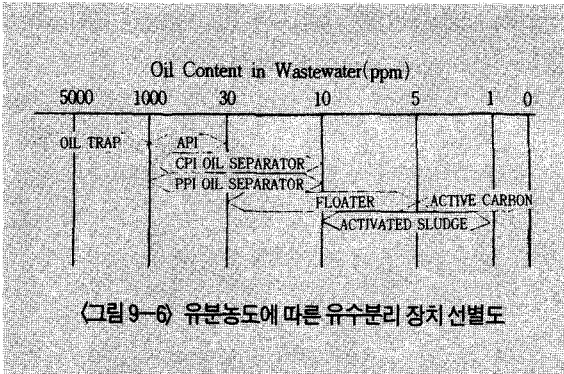 Oil Content in Wastewater(ppm)
5000 1000 30 10 5 1 0
OIL TRAP API
CPI OIL SEPARATOR
PPI OIL SEPARATOR
FLOATER ACTIVE CARBON
ACTIVATED SLUDGE
〈그림 9-6〉 유분농도에 따른 유수분리 장치 선별도